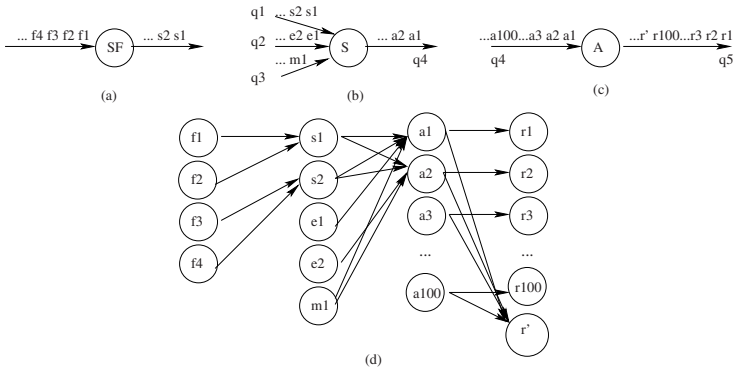 ... f4 f3 f2 f1
SF
... s2 s1
(a)
q1
... s2 s1
q2
... e2 e1
... m1
q3
S
... a2 a1
q4
(b)
...a100...a3 a2 a1
q4
A
...r' r100...r3 r2 r1
q5
(c)
f1
s1
a1
r1
f2
s2
a2
r2
f3
e1
a3
r3
f4
e2
...
...
m1
a100
r100
r'
(d)